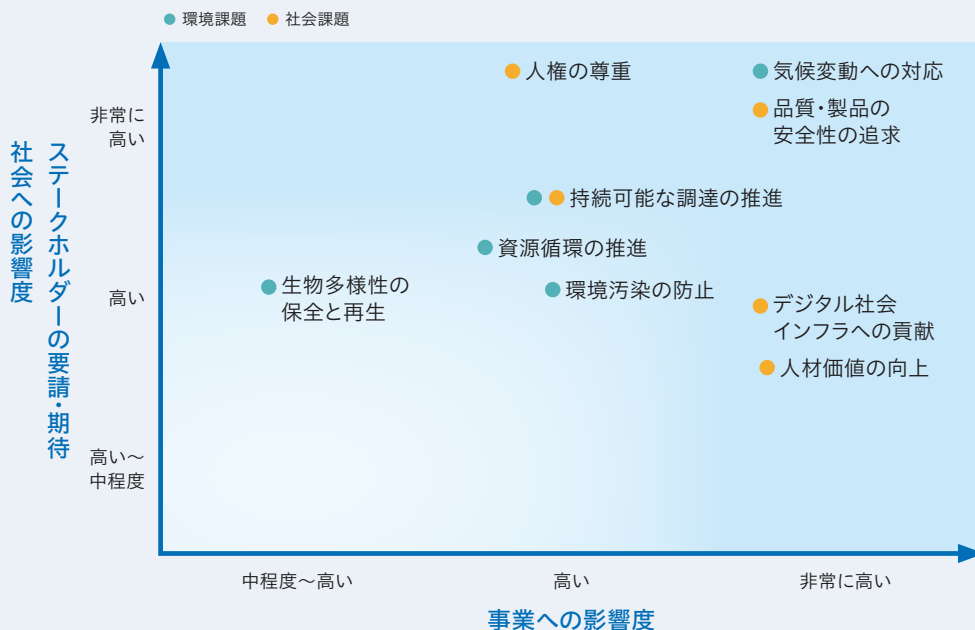 環境課題
社会課題
人権の尊重
気候変動への対応
品質・製品の
安全性の追求
持続可能な調達の推進
資源循環の推進
生物多様性の
保全と再生
環境汚染の防止
デジタル社会
インフラへの貢献
人材価値の向上
ステークホルダーの要請・期待
社会への影響度
非常に
高い
高い
高い〜
中程度
中程度〜高い
高い
非常に高い
事業への影響度